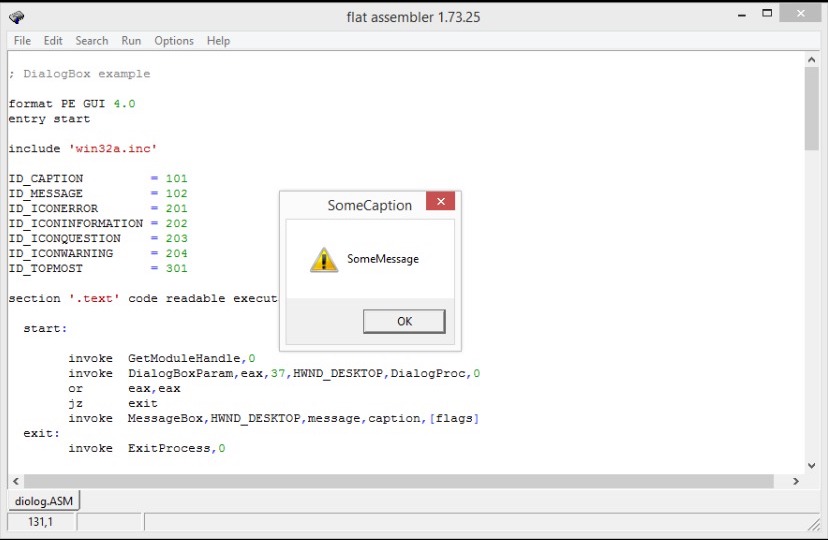 flat assembler 1.73.25
File Edit Search Run Options Help
; DialogBox example
format PE GUI 4.0
entry start
include 'win32a.inc'
ID_CAPTION = 101
ID_MESSAGE = 102
ID_ICONERROR = 201
ID_ICONINFORMATION = 202
ID_ICONQUESTION = 203
ID_ICONWARNING = 204
ID_TOPMOST = 301
section '.text' code readable execut
start:
invoke GetModuleHandle,0
invoke DialogBoxParam,eax,37,HWND_DESKTOP,DialogProc,0
or eax,eax
jz exit
invoke MessageBox,HWND_DESKTOP,message,caption,[flags]
exit:
invoke ExitProcess,0
SomeCaption
SomeMessage
OK
diolog.ASM
131,1